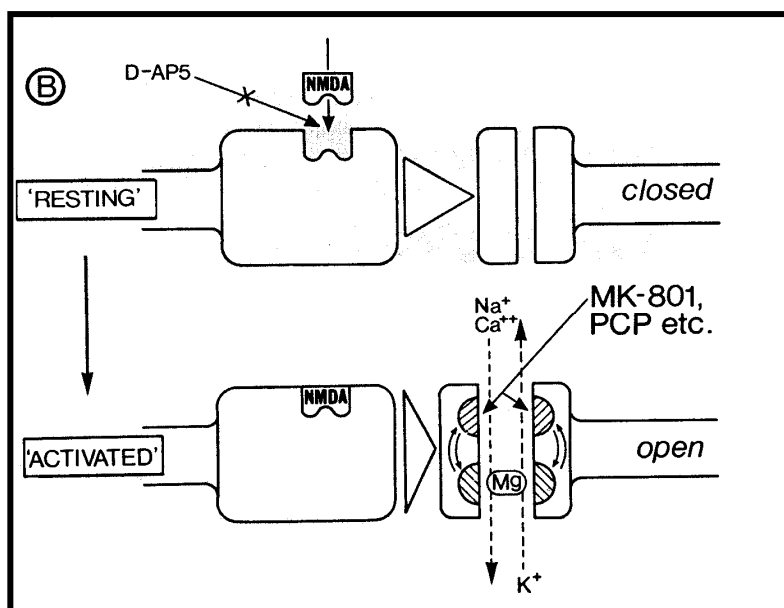 B
D-AP5
NMDA
'RESTING'
closed
Na+
Ca++
MK-801,
PCP etc.
NMDA
'ACTIVATED'
Mg
open
K+